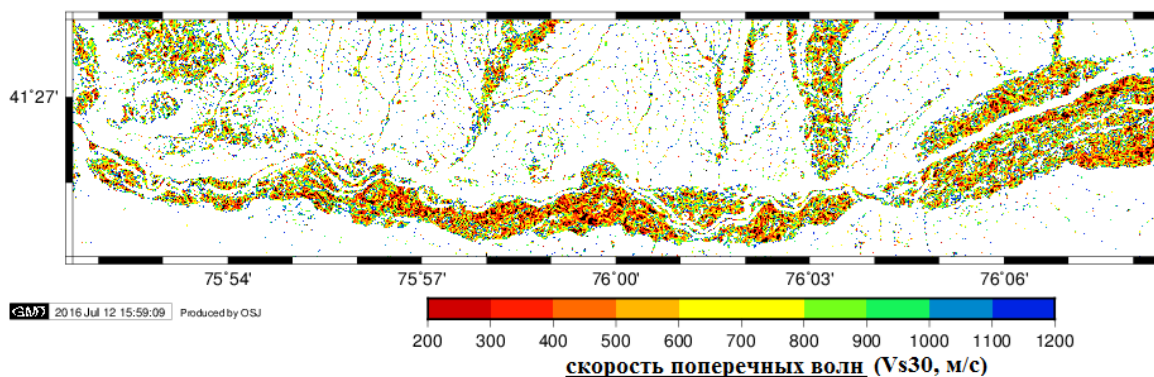 41°27'
75°54' 75°57' 76°00' 76°03' 76°06'
GMT 2016 Jul 12 15:59:09 Produced by OSJ
200 300 400 500 600 700 800 900 1000 1100 1200
скорость поперечных волн (Vs30, м/с)